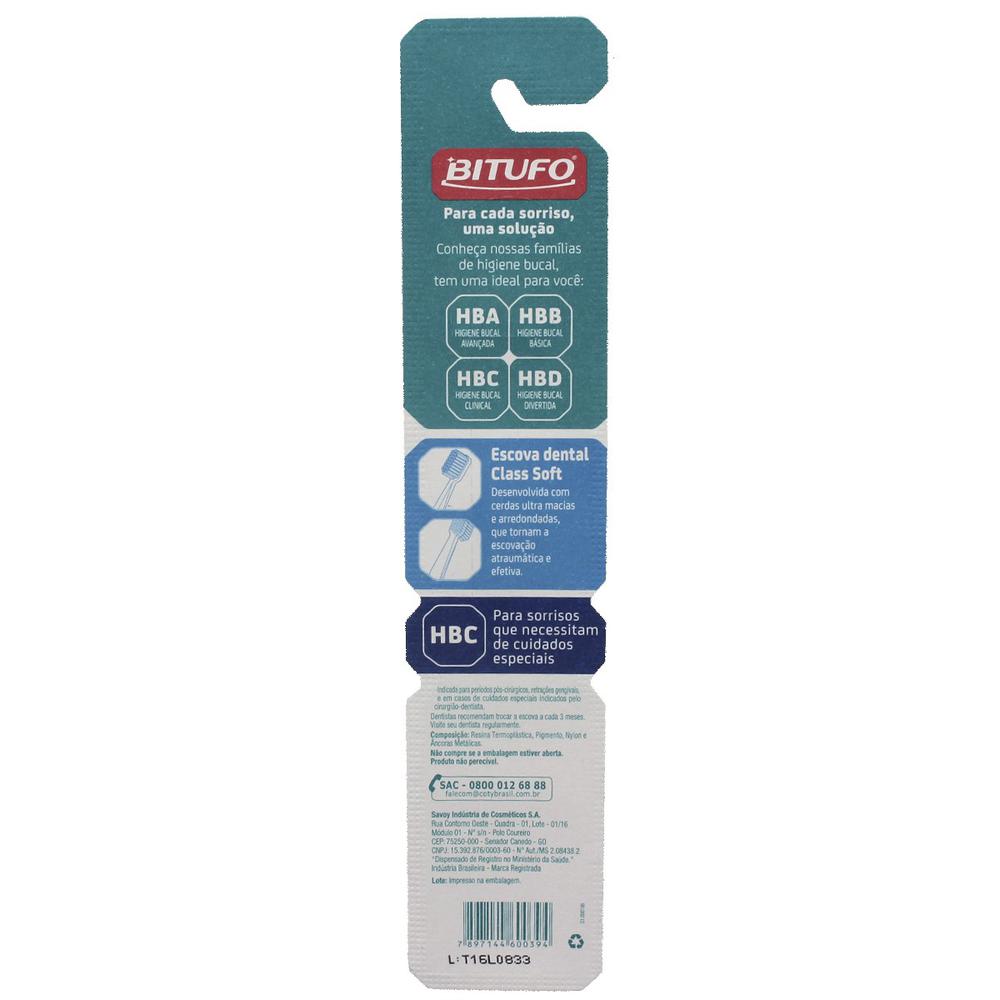 BITUFO®
Para cada sorriso,
uma solução
Conheça nossas famílias
de higiene bucal,
tem uma ideal para você:
HBA
HIGIENE BUCAL
AVANÇADA
HBB
HIGIENE BUCAL
BÁSICA
HBC
HIGIENE BUCAL
CLINICAL
HBD
HIGIENE BUCAL
DIVERTIDA
Escova dental
Class Soft
Desenvolvida com
cerdas ultra macias
e arredondadas,
que tornam a
escovação
atraumática e
efetiva.
HBC
Para sorrisos
que necessitam
de cuidados
especiais
Indicada para períodos pós-cirúrgicos, retrações gengivais,
e em casos de cuidados especiais indicados pelo
cirurgião-dentista.
Dentistas recomendam trocar a escova a cada 3 meses.
Visite seu dentista regularmente.
Composição: Resina Termoplástica, Pigmento, Nylon e
Âncoras Metálicas.
Não compre se a embalagem estiver aberta.
Produto não perecível.
SAC - 0800 012 68 88
falecom@cotybrasil.com.br
Savoy Indústria de Cosméticos S.A.
Rua Contorno Oeste - Quadra - 01, Lote - 01/16
Módulo 01 - N° s/n - Polo Coureiro
CEP: 75250-000 - Senador Canedo - GO
CNPJ: 15.392.876/0003-60 - N° Aut./MS 2.08438.2
"Dispensado de Registro no Ministério da Saúde."
Indústria Brasileira - Marca Registrada
Lote: Impresso na embalagem.
7 897144 600394
L:T16L0833